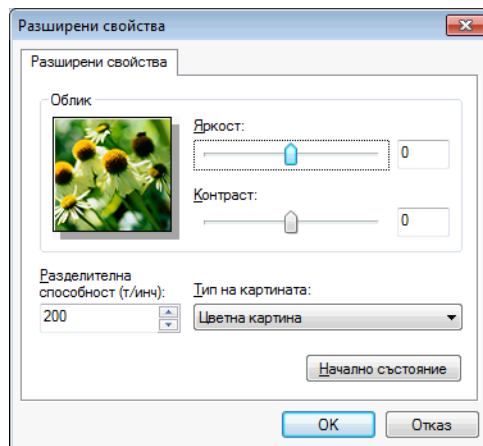 Разширени свойства
Разширени свойства
Облик
Яркост:
0
Контраст:
0
Разделителна
способност (т/инч):
200
Тип на картината:
Цветна картина
Начално състояние
OK
Отказ